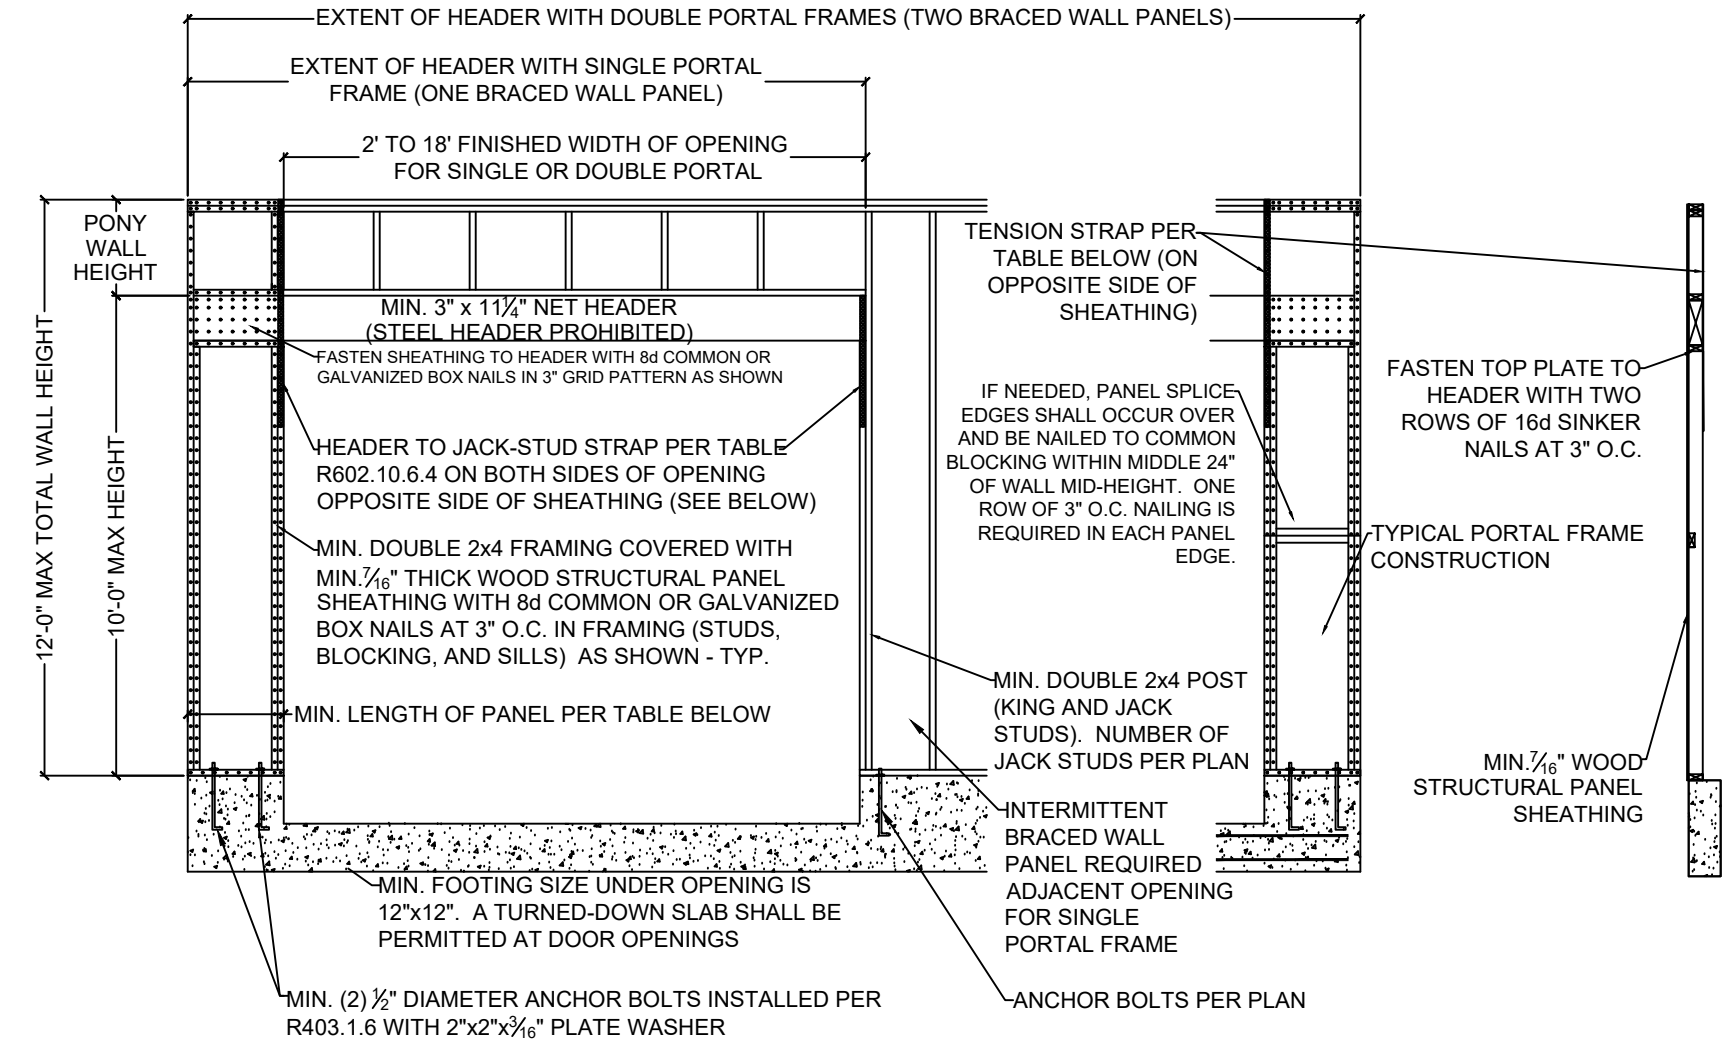 EXTENT OF HEADER WITH DOUBLE PORTAL FRAMES (TWO BRACED WALL PANELS)
EXTENT OF HEADER WITH SINGLE PORTAL
FRAME (ONE BRACED WALL PANEL)
2' TO 18' FINISHED WIDTH OF OPENING
FOR SINGLE OR DOUBLE PORTAL
12'-0" MAX TOTAL WALL HEIGHT
PONY
WALL
HEIGHT
10'-0" MAX HEIGHT
MIN. 3" x 11¼" NET HEADER
(STEEL HEADER PROHIBITED)
FASTEN SHEATHING TO HEADER WITH 8d COMMON OR
GALVANIZED BOX NAILS IN 3" GRID PATTERN AS SHOWN
HEADER TO JACK-STUD STRAP PER TABLE
R602.10.6.4 ON BOTH SIDES OF OPENING
OPPOSITE SIDE OF SHEATHING (SEE BELOW)
MIN. DOUBLE 2x4 FRAMING COVERED WITH
MIN.7⁄16" THICK WOOD STRUCTURAL PANEL
SHEATHING WITH 8d COMMON OR GALVANIZED
BOX NAILS AT 3" O.C. IN FRAMING (STUDS,
BLOCKING, AND SILLS) AS SHOWN - TYP.
MIN. LENGTH OF PANEL PER TABLE BELOW
MIN. FOOTING SIZE UNDER OPENING IS
12"x12". A TURNED-DOWN SLAB SHALL BE
PERMITTED AT DOOR OPENINGS
MIN. (2) ½" DIAMETER ANCHOR BOLTS INSTALLED PER
R403.1.6 WITH 2"x2"x3⁄16" PLATE WASHER
TENSION STRAP PER
TABLE BELOW (ON
OPPOSITE SIDE OF
SHEATHING)
IF NEEDED, PANEL SPLICE
EDGES SHALL OCCUR OVER
AND BE NAILED TO COMMON
BLOCKING WITHIN MIDDLE 24"
OF WALL MID-HEIGHT. ONE
ROW OF 3" O.C. NAILING IS
REQUIRED IN EACH PANEL
EDGE.
MIN. DOUBLE 2x4 POST
(KING AND JACK
STUDS). NUMBER OF
JACK STUDS PER PLAN
INTERMITTENT
BRACED WALL
PANEL REQUIRED
ADJACENT OPENING
FOR SINGLE
PORTAL FRAME
ANCHOR BOLTS PER PLAN
FASTEN TOP PLATE TO
HEADER WITH TWO
ROWS OF 16d SINKER
NAILS AT 3" O.C.
TYPICAL PORTAL FRAME
CONSTRUCTION
MIN.7⁄16" WOOD
STRUCTURAL PANEL
SHEATHING